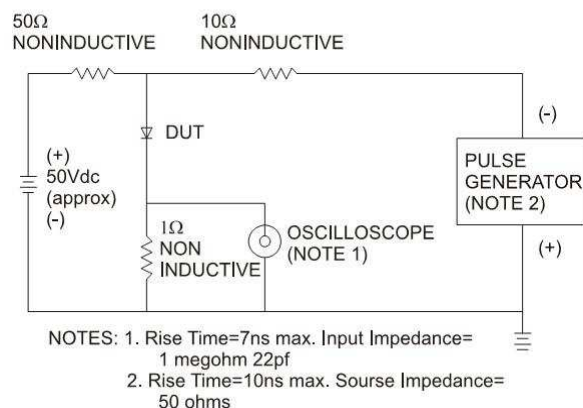 50Ω
NONINDUCTIVE
10Ω
NONINDUCTIVE
DUT
(+)
50Vdc
(approx)
(-)
1Ω
NON
INDUCTIVE
OSCILLOSCOPE
(NOTE 1)
(-)
PULSE
GENERATOR
(NOTE 2)
(+)
NOTES: 1. Rise Time=7ns max. Input Impedance=
1 megohm 22pf
2. Rise Time=10ns max. Sourse Impedance=
50 ohms